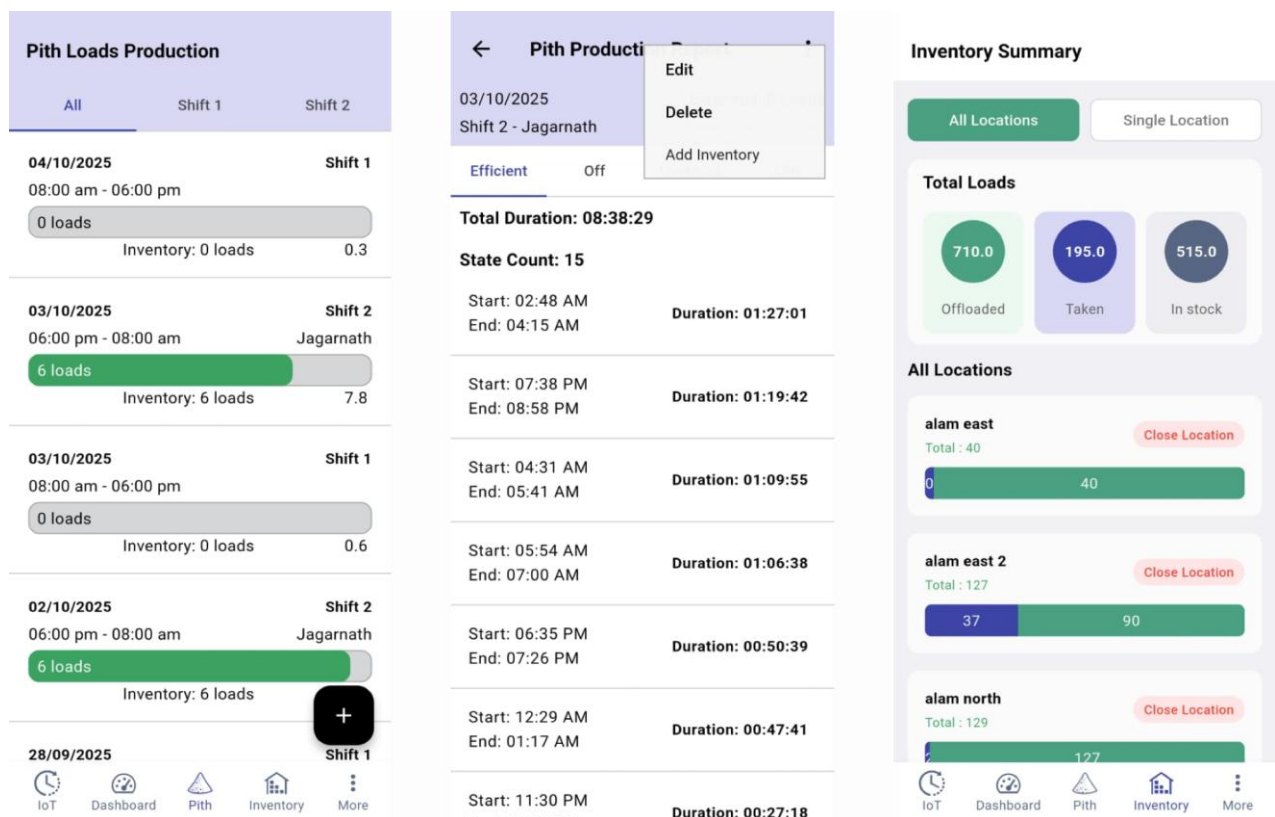 Pith Loads Production
All Shift 1 Shift 2
04/10/2025 Shift 1
08:00 am - 06:00 pm
0 loads
Inventory: 0 loads 0.3
03/10/2025 Shift 2
06:00 pm - 08:00 am Jagarnath
6 loads
Inventory: 6 loads 7.8
03/10/2025 Shift 1
08:00 am - 06:00 pm
0 loads
Inventory: 0 loads 0.6
02/10/2025 Shift 2
06:00 pm - 08:00 am Jagarnath
6 loads
Inventory: 6 loads
+
28/09/2025 Shift 1
IoT Dashboard Pith Inventory More
Pith Producti
Edit
Delete
Add Inventory
03/10/2025
Shift 2 - Jagarnath
Efficient Off
Total Duration: 08:38:29
State Count: 15
Start: 02:48 AM
End: 04:15 AM
Duration: 01:27:01
Start: 07:38 PM
End: 08:58 PM
Duration: 01:19:42
Start: 04:31 AM
End: 05:41 AM
Duration: 01:09:55
Start: 05:54 AM
End: 07:00 AM
Duration: 01:06:38
Start: 06:35 PM
End: 07:26 PM
Duration: 00:50:39
Start: 12:29 AM
End: 01:17 AM
Duration: 00:47:41
Start: 11:30 PM
Duration: 00:27:18
Inventory Summary
All Locations Single Location
Total Loads
710.0 195.0 515.0
Offloaded Taken In stock
All Locations
alam east
Total : 40
Close Location
0 40
alam east 2
Total : 127
Close Location
37 90
alam north
Total : 129
Close Location
2 127
IoT Dashboard Pith Inventory More